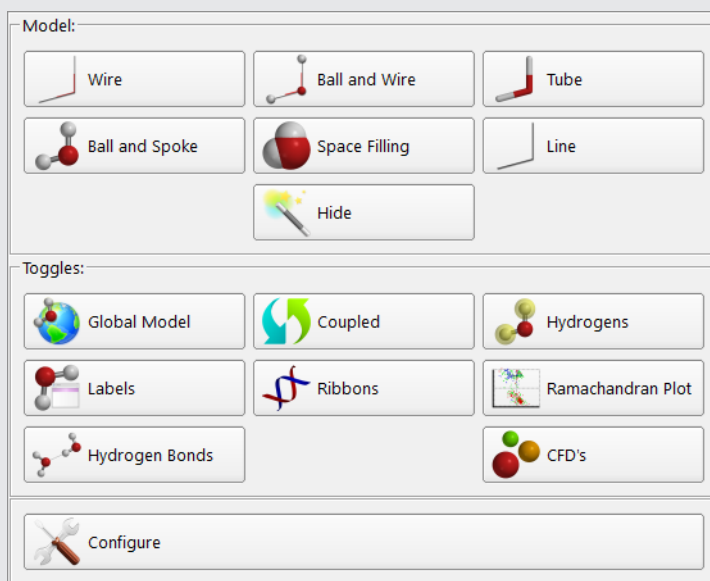 Model:
Wire
Ball and Wire
Tube
Ball and Spoke
Space Filling
Line
Hide
Toggles:
Global Model
Coupled
Hydrogens
Labels
Ribbons
Ramachandran Plot
Hydrogen Bonds
CFD's
Configure